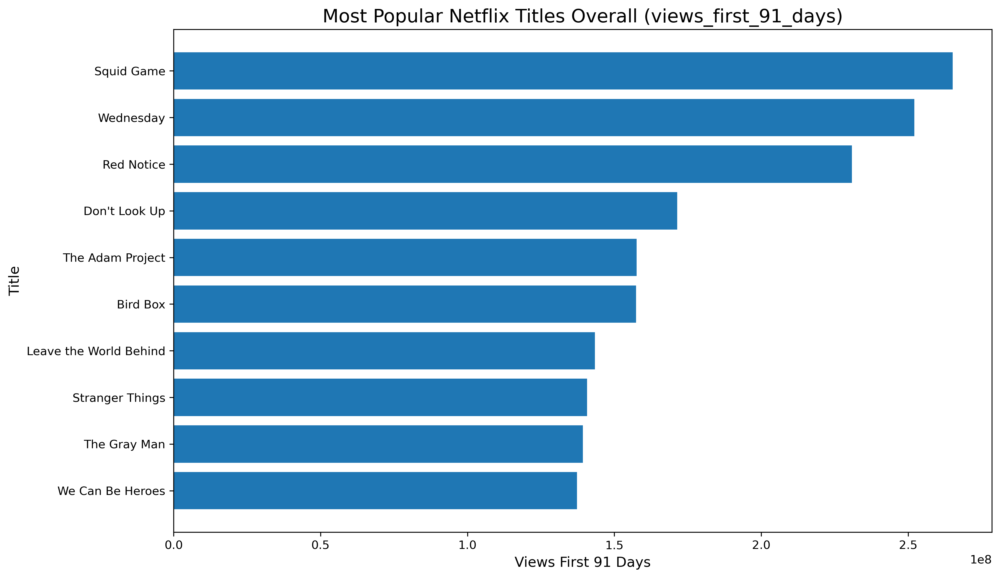 Most Popular Netflix Titles Overall (views_first_91_days)
Title
Squid Game
Wednesday
Red Notice
Don't Look Up
The Adam Project
Bird Box
Leave the World Behind
Stranger Things
The Gray Man
We Can Be Heroes
0.0 0.5 1.0 1.5 2.0 2.5
1e8
Views First 91 Days